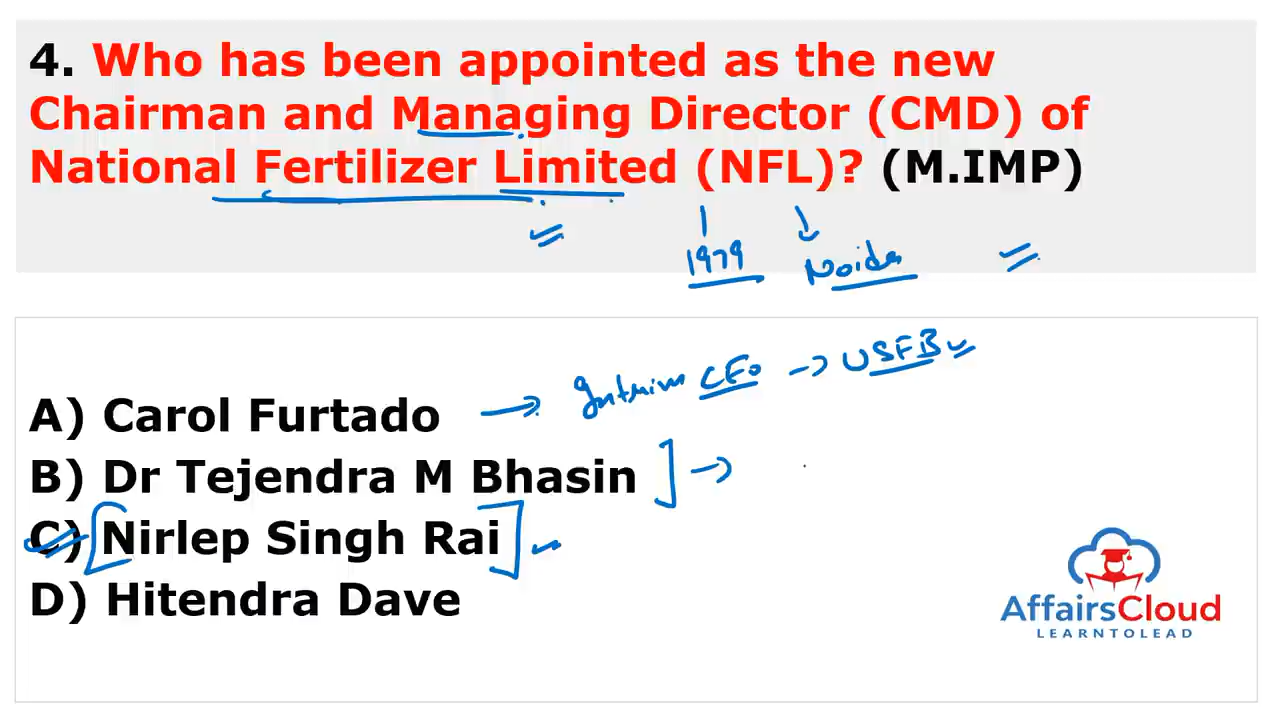 4. Who has been appointed as the new
Chairman and Managing Director (CMD) of
National Fertilizer Limited (NFL)? (M.IMP)
1979 Noida
A) Carol Furtado → Interim CEO → USFB
B) Dr Tejendra M Bhasin
C) Nirlep Singh Rai
D) Hitendra Dave
AffairsCloud
LEARNTOLEAD